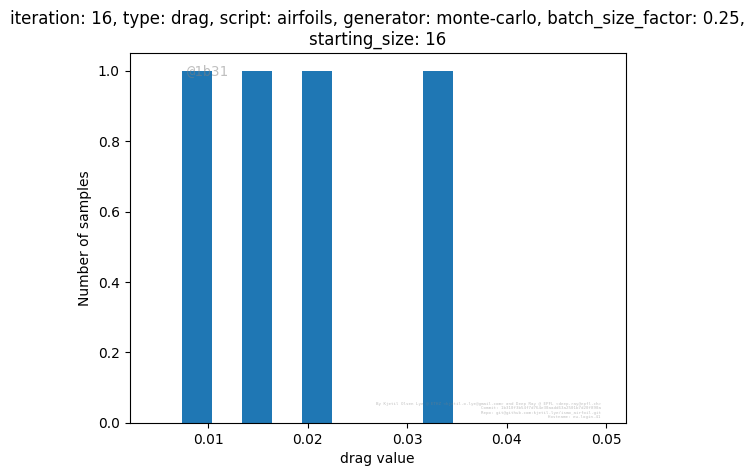 iteration: 16, type: drag, script: airfoils, generator: monte-carlo, batch_size_factor: 0.25,
starting_size: 16
@1b31
1.0
0.8
0.6
0.4
0.2
0.0
Number of samples
0.01
0.02
0.03
0.04
0.05
drag value